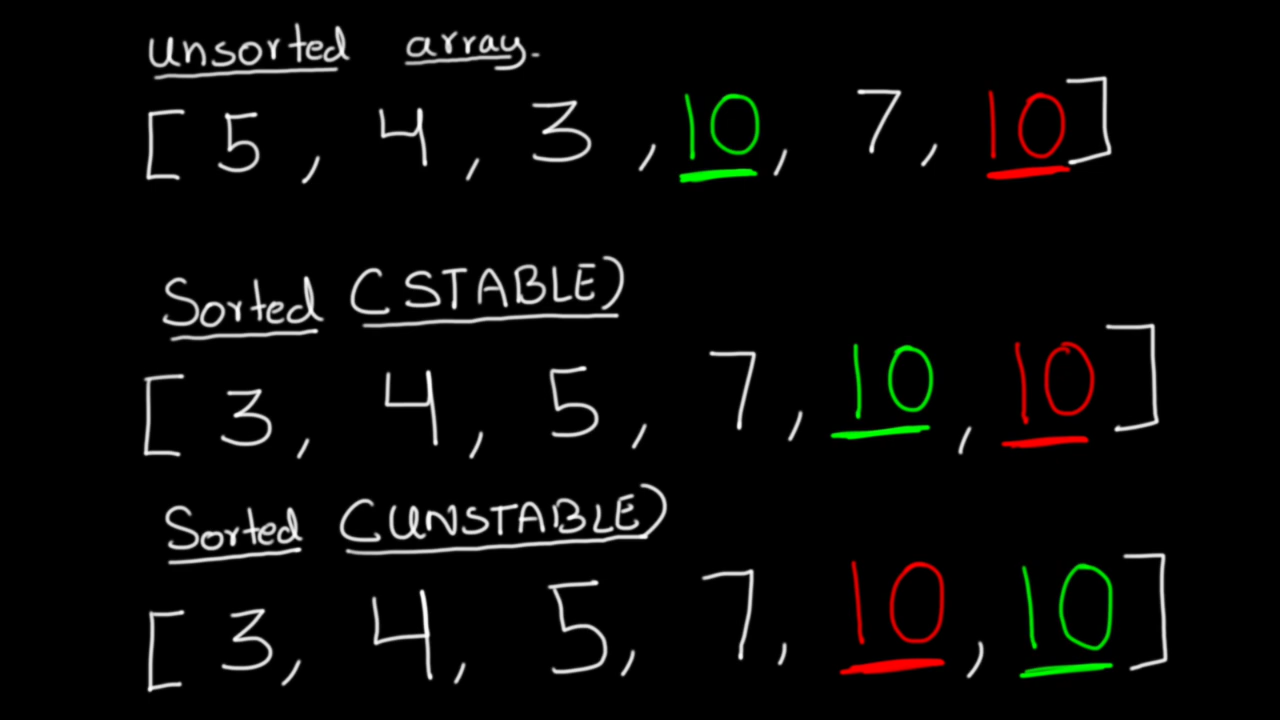 unsorted array.
[ 5 , 4 , 3 , 10 , 7 , 10 ]
Sorted (STABLE)
[ 3 , 4 , 5 , 7 , 10 , 10 ]
Sorted (UNSTABLE)
[ 3 , 4 , 5 , 7 , 10 , 10 ]